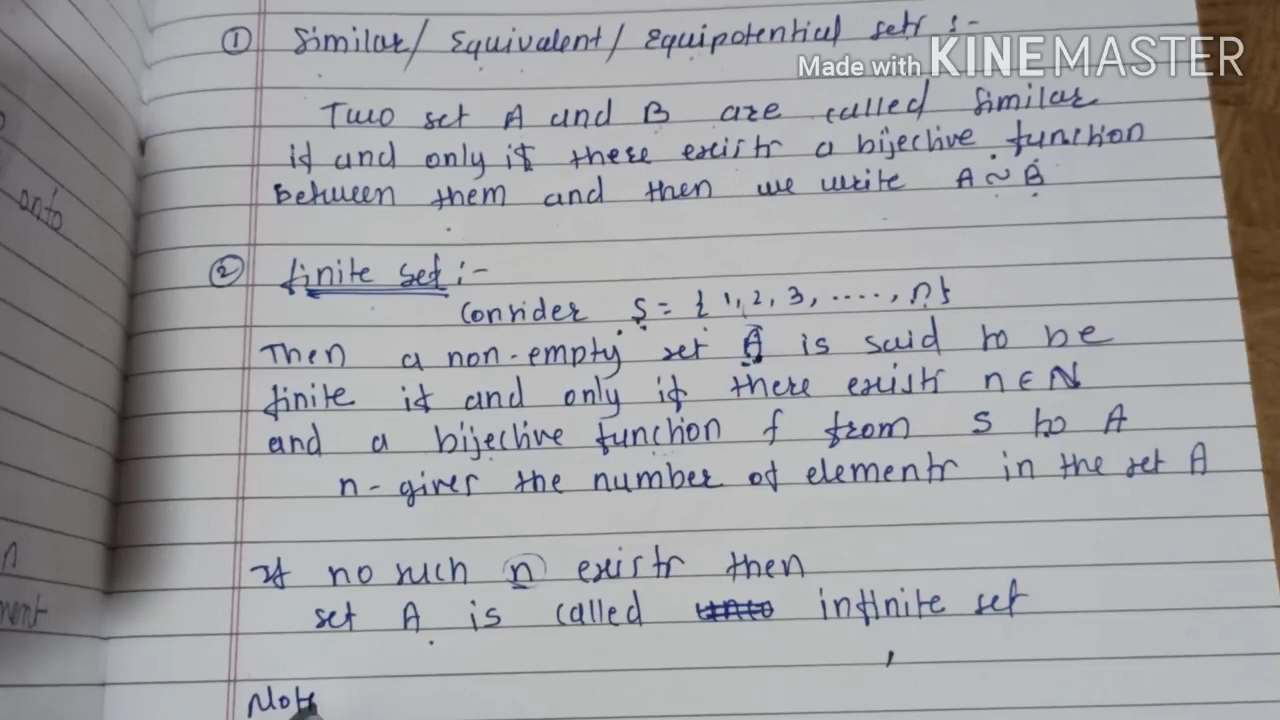 ① Similar/ Equivalent/ Equipotential sets :-
Made with KINEMASTER
Two set A and B are called Similar
if and only if there exists a bijective function
between them and then we write A ~ B
② finite set :-
Consider S = { 1, 2, 3, ....., n}
Then a non-empty set A is said to be
finite if and only if there exists n ∈ N
and a bijective function f from S to A
n - gives the number of elements in the set A
If no such n exists then
set A is called infinite set
onto
n
ment